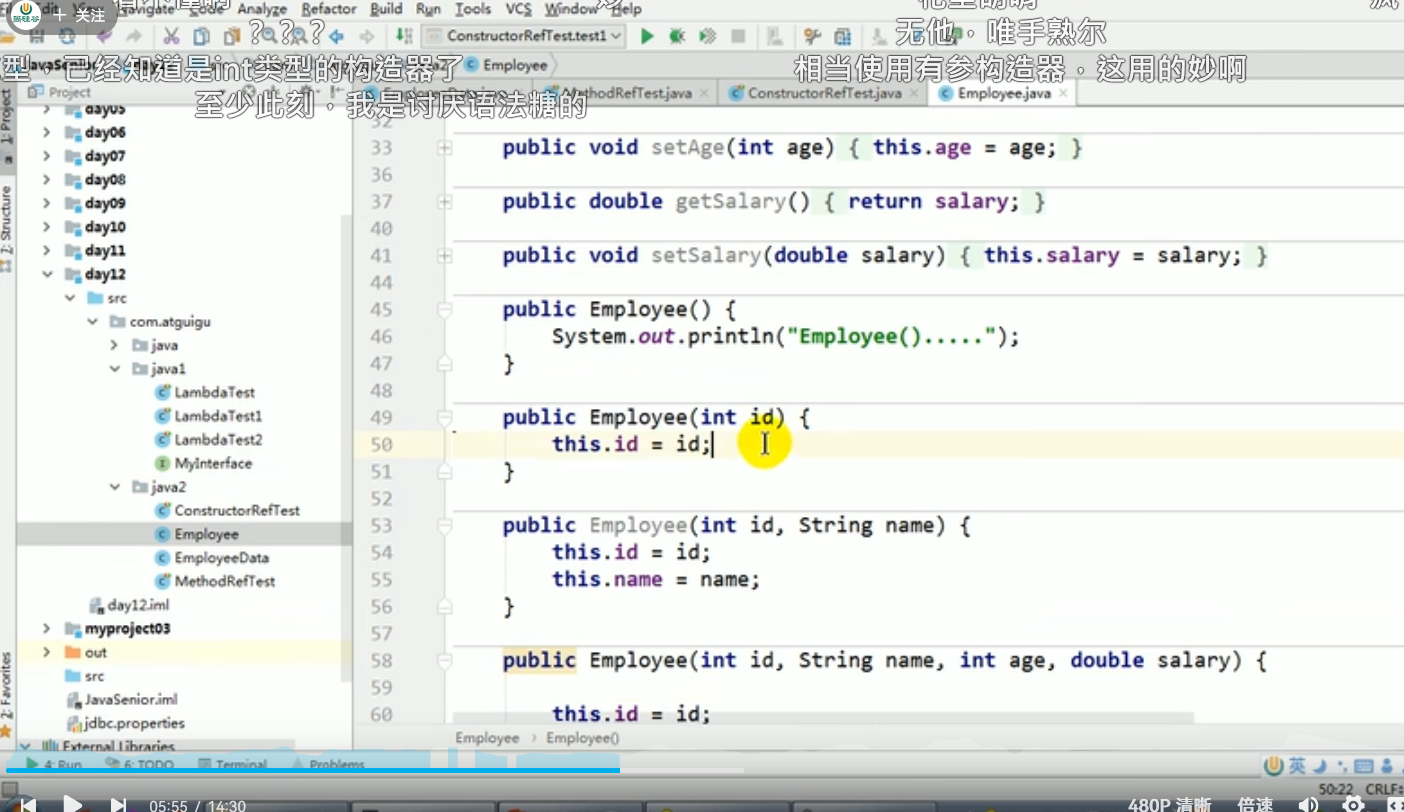 关注
Analyze Refactor Build Run Tools VCS Window Help
？？？
ConstructorRefTest.test1
无他，唯手熟尔
型，已经知道是int类型的构造器了
Employee
相当使用有参构造器，这用的妙啊
Project
至少此刻，我是讨厌语法糖的
MethodRefTest.java
ConstructorRefTest.java
Employee.java
1: Project
Z: Structure
2: Favorites
day05
day06
day07
day08
day09
day10
day11
day12
src
com.atguigu
java
java1
LambdaTest
LambdaTest1
LambdaTest2
MyInterface
java2
ConstructorRefTest
Employee
EmployeeData
MethodRefTest
day12.iml
myproject03
out
src
JavaSenior.iml
jdbc.properties
External Libraries
32
33 public void setAge(int age) { this.age = age; }
36
37 public double getSalary() { return salary; }
40
41 public void setSalary(double salary) { this.salary = salary; }
44
45 public Employee() {
46 System.out.println("Employee().....");
47 }
48
49 public Employee(int id) {
50 this.id = id;
51 }
52
53 public Employee(int id, String name) {
54 this.id = id;
55 this.name = name;
56 }
57
58 public Employee(int id, String name, int age, double salary) {
59
60 this.id = id;
Employee › Employee()
4: Run 6: TODO Terminal Problems
英
50:22 CRLF
05:55 / 14:30
480P 清晰 倍速